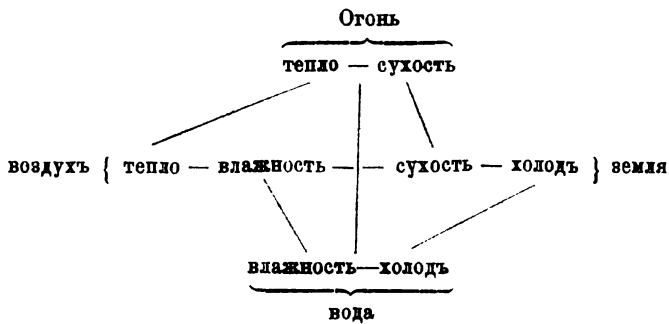 Огонь
тепло — сухость
воздухъ { тепло — влажность — — сухость — холодъ } земля
влажность—холодъ
вода